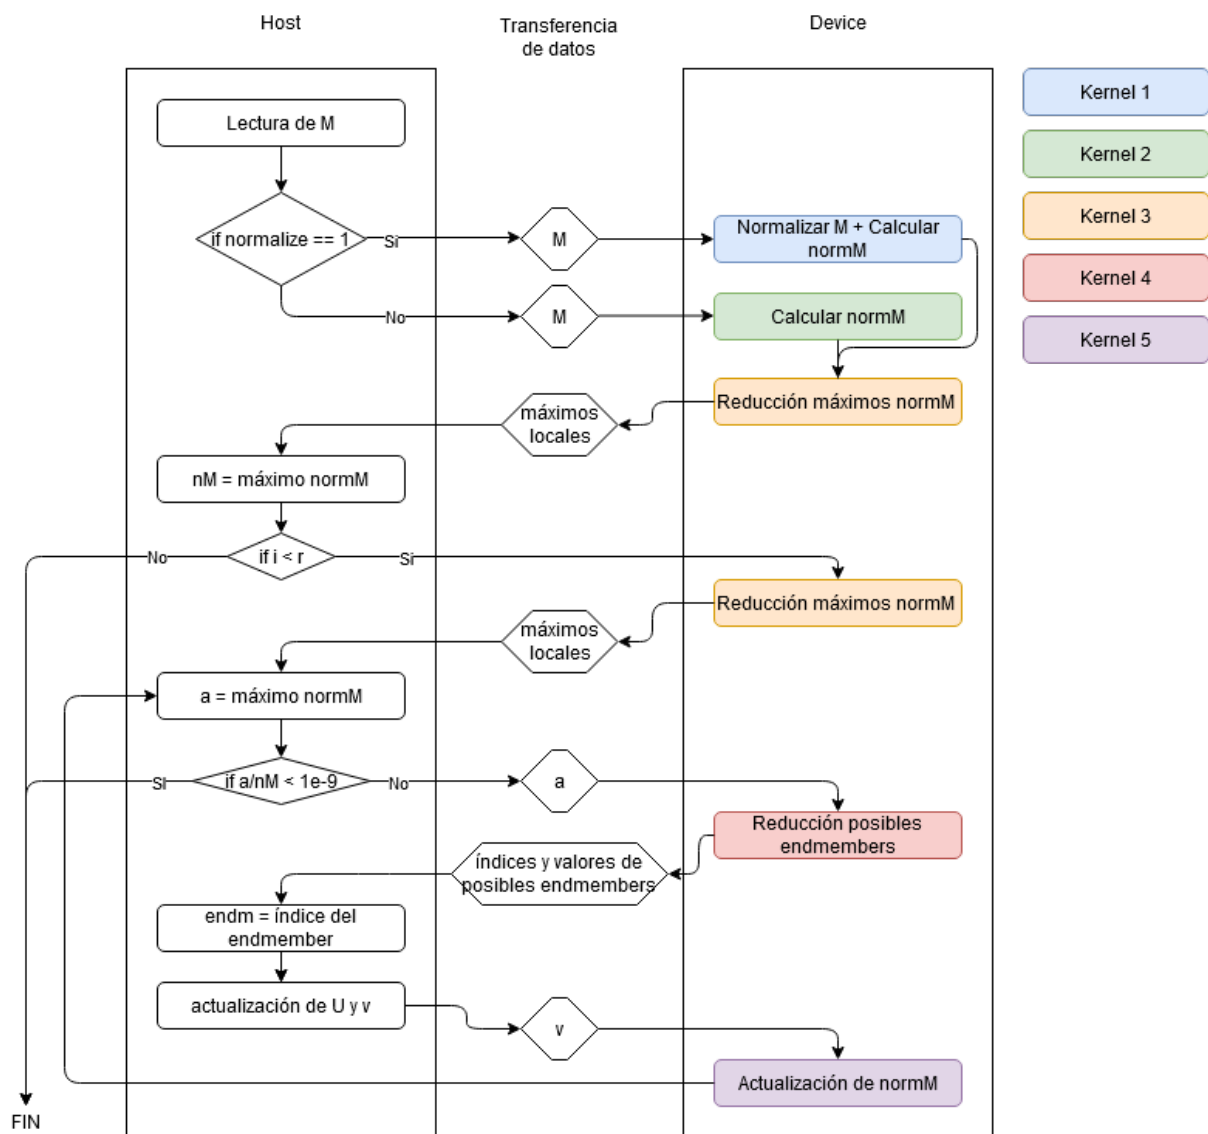 Host
Transferencia
de datos
Device
Lectura de M
Kernel 1
Kernel 2
if normalize == 1
Si
M
Normalizar M + Calcular
normM
Kernel 3
No
M
Calcular normM
Kernel 4
Kernel 5
máximos
locales
Reducción máximos normM
nM = máximo normM
No
if i < r
Si
Reducción máximos normM
máximos
locales
a = máximo normM
Si
if a/nM < 1e-9
No
a
Reducción posibles
endmembers
índices y valores de
posibles endmembers
endm = índice del
endmember
actualización de U y v
v
Actualización de normM
FIN